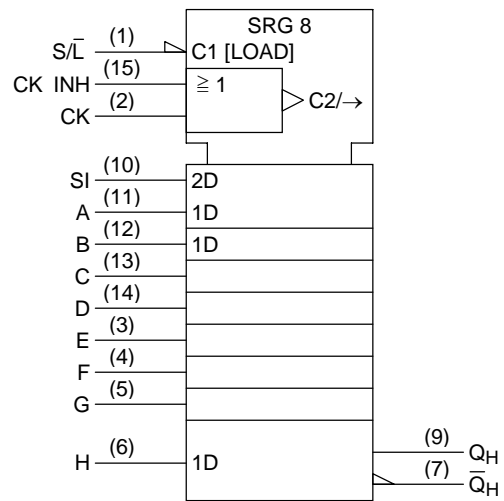 SRG 8
S/L̅ (1) C1 [LOAD]
CK INH (15) ≧ 1
C2/→
CK (2)
SI (10) 2D
A (11) 1D
B (12) 1D
C (13)
D (14)
E (3)
F (4)
G (5)
(9) QH
H (6) 1D
(7) Q̅H